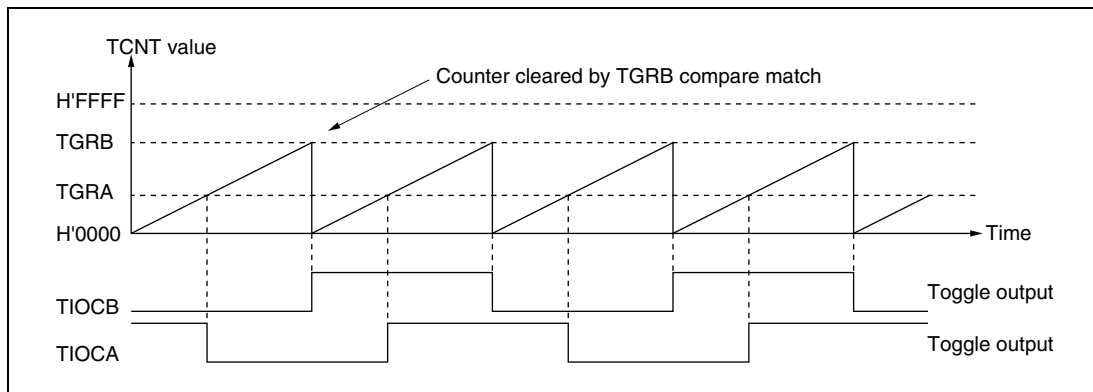 TCNT value
Counter cleared by TGRB compare match
H'FFFF
TGRB
TGRA
H'0000
Time
TIOCB
Toggle output
TIOCA
Toggle output